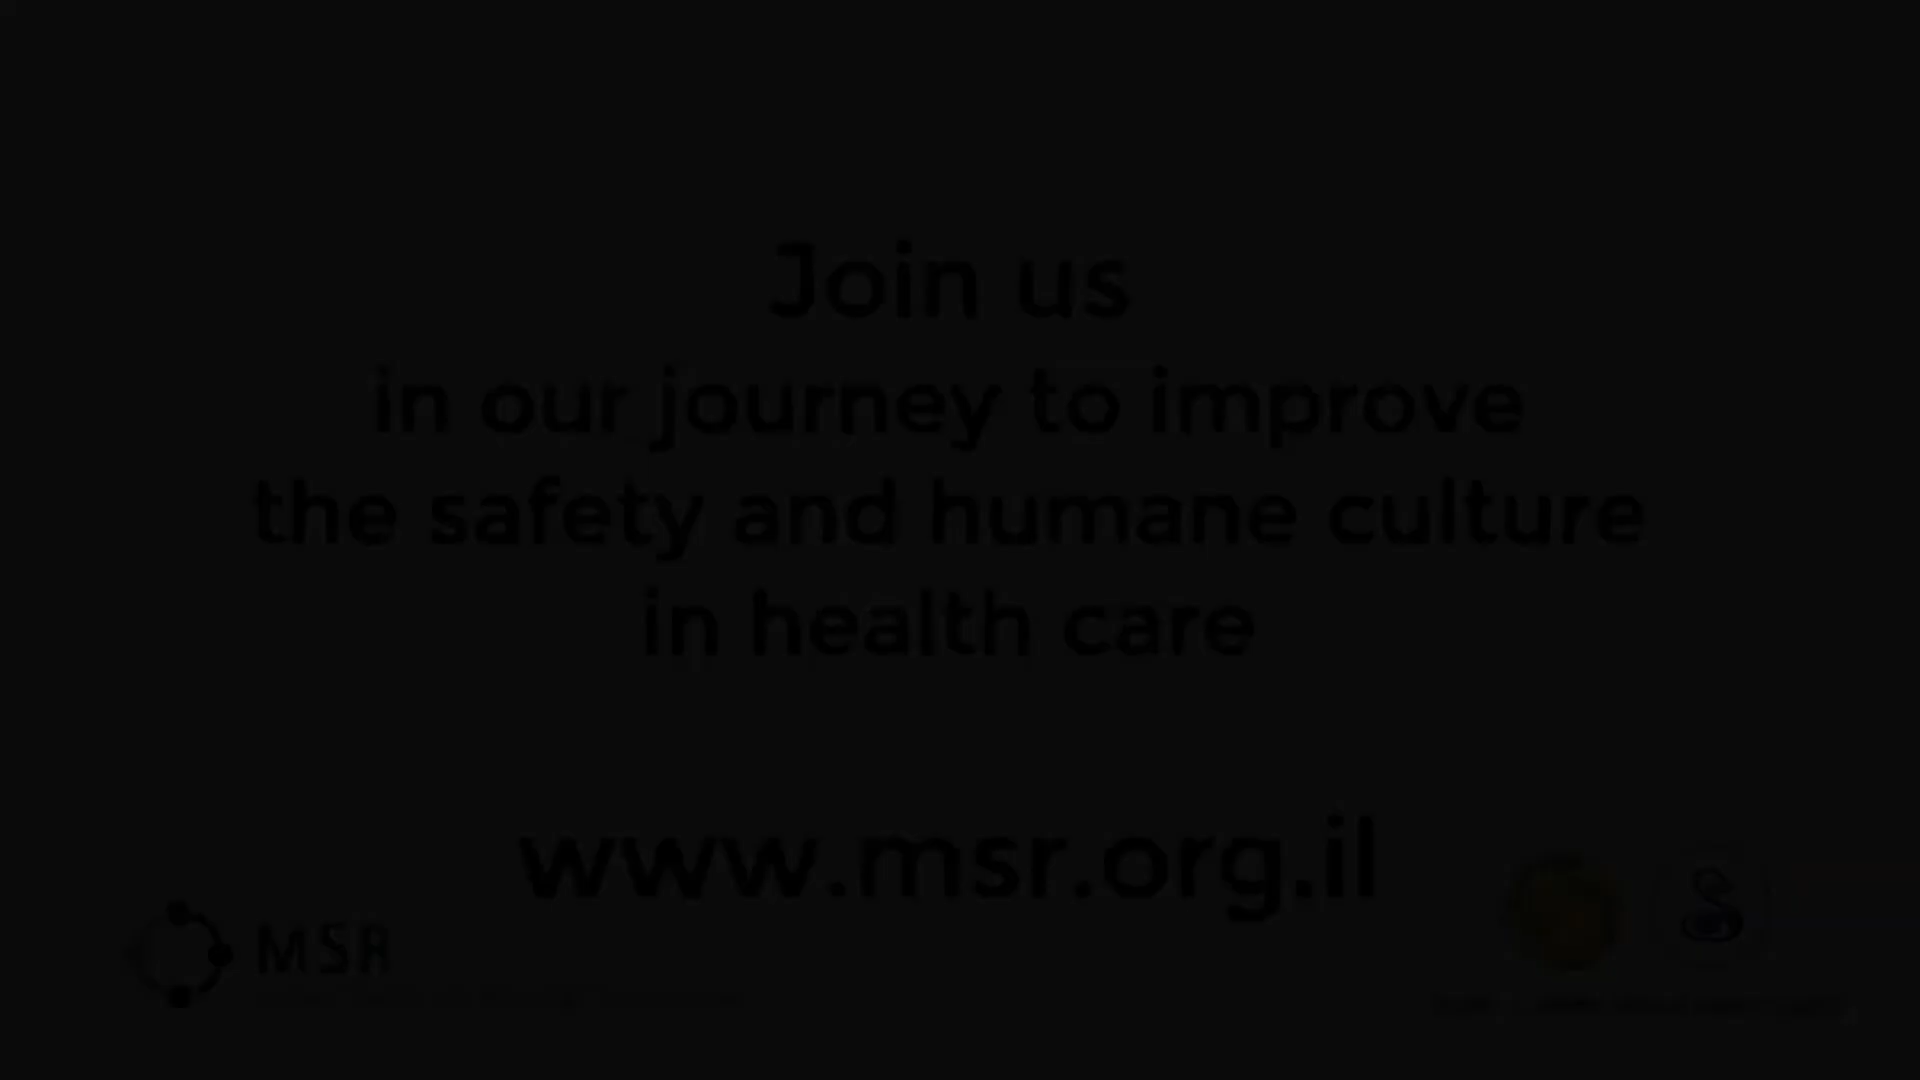 Join us
in our journey to improve
the safety and humane culture
in health care
www.msr.org.il
MSR